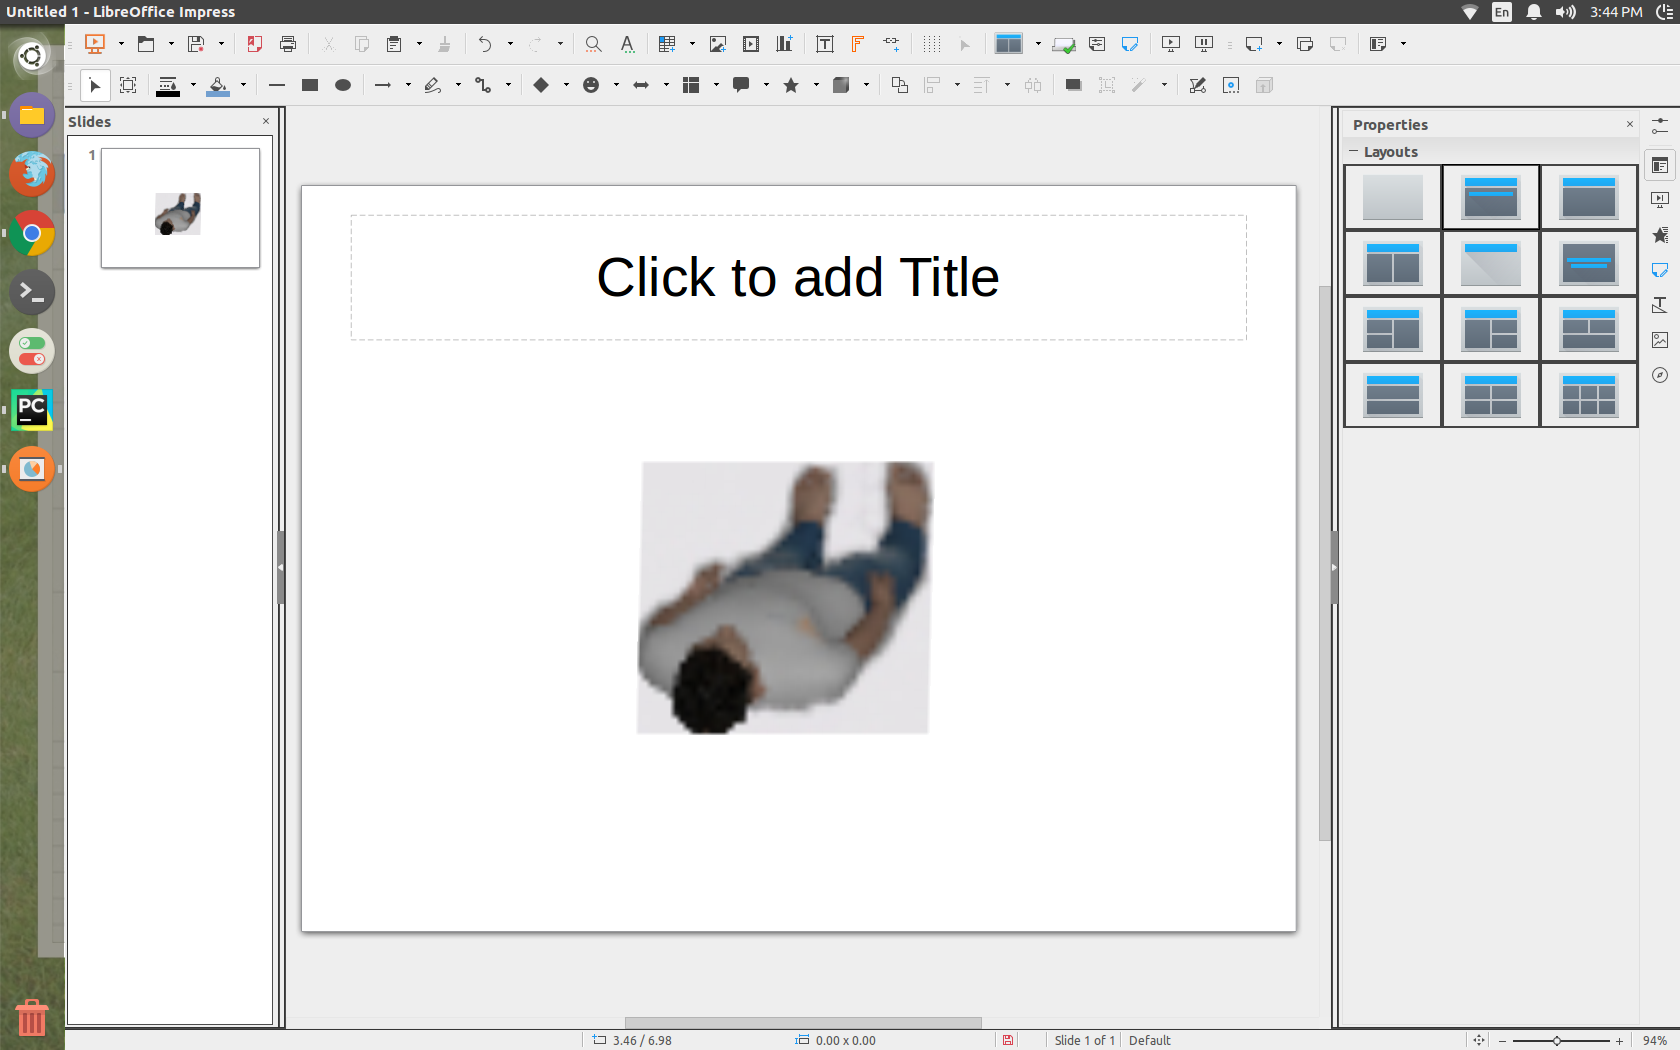 Untitled 1 - LibreOffice Impress
En
3:44 PM
Slides
1
Click to add Title
Properties
Layouts
PC
3.46 / 6.98
0.00 x 0.00
Slide 1 of 1
Default
94%